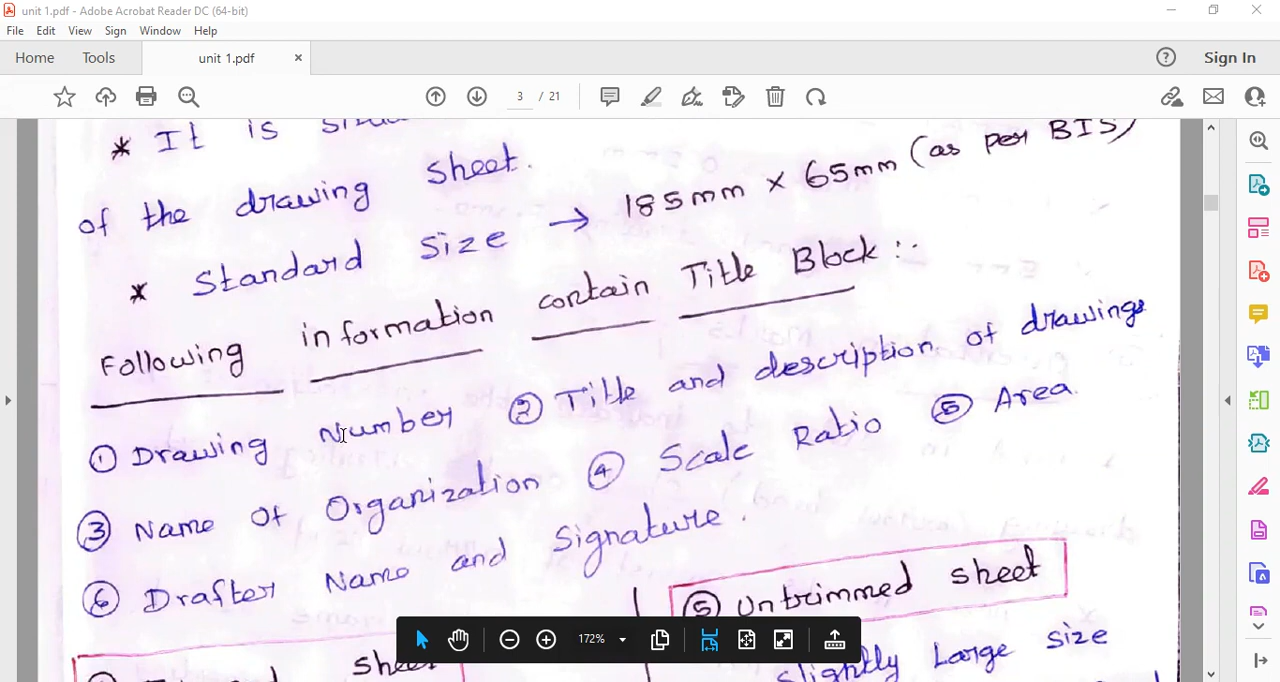 unit 1.pdf - Adobe Acrobat Reader DC (64-bit)
File Edit View Sign Window Help
Home Tools unit 1.pdf × Sign In
3 / 21
* It is
of the drawing sheet.
* Standard Size → 185mm × 65mm (as per BIS)
Following information contain Title Block :-
① Drawing Number ② Title and description of drawings
③ Name Of Organization ④ Scale Ratio ⑤ Area
⑥ Drafter Name and Signature.
⑤ Untrimmed sheet
sheet
slightly Large size
172%